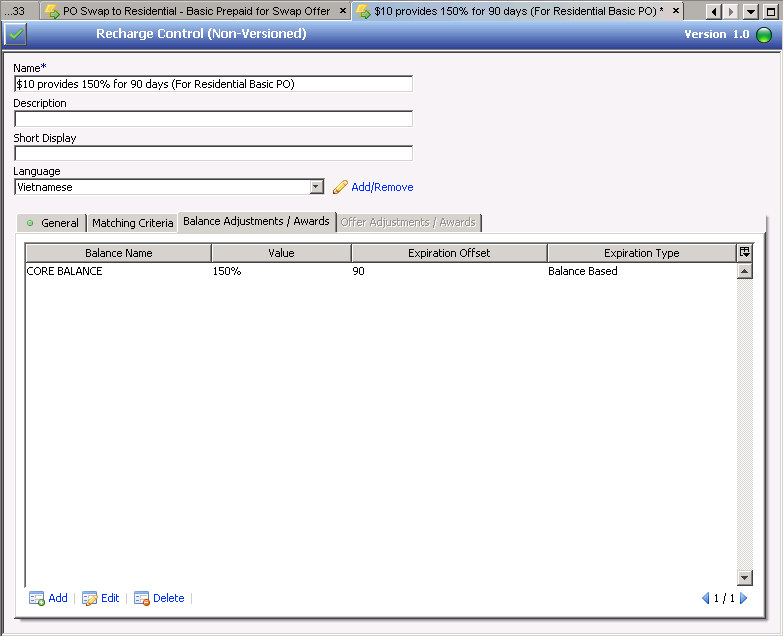 ...33 PO Swap to Residential - Basic Prepaid for Swap Offer $10 provides 150% for 90 days (For Residential Basic PO) *
Recharge Control (Non-Versioned) Version 1.0
Name*
$10 provides 150% for 90 days (For Residential Basic PO)
Description
Short Display
Language
Vietnamese Add/Remove
General Matching Criteria Balance Adjustments / Awards Offer Adjustments / Awards
Balance Name Value Expiration Offset Expiration Type
CORE BALANCE 150% 90 Balance Based
Add Edit Delete 1 / 1